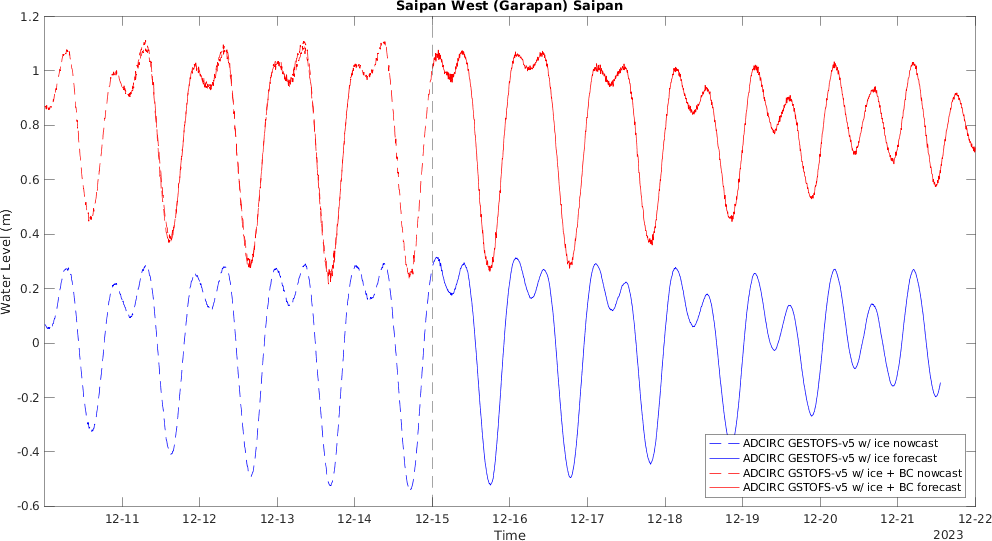 Saipan West (Garapan) Saipan
Water Level (m)
1.2
1
0.8
0.6
0.4
0.2
0
-0.2
-0.4
-0.6
ADCIRC GESTOFS-v5 w/ ice nowcast
ADCIRC GESTOFS-v5 w/ ice forecast
ADCIRC GSTOFS-v5 w/ ice + BC nowcast
ADCIRC GSTOFS-v5 w/ ice + BC forecast
12-11 12-12 12-13 12-14 12-15 12-16 12-17 12-18 12-19 12-20 12-21 12-22
Time
2023